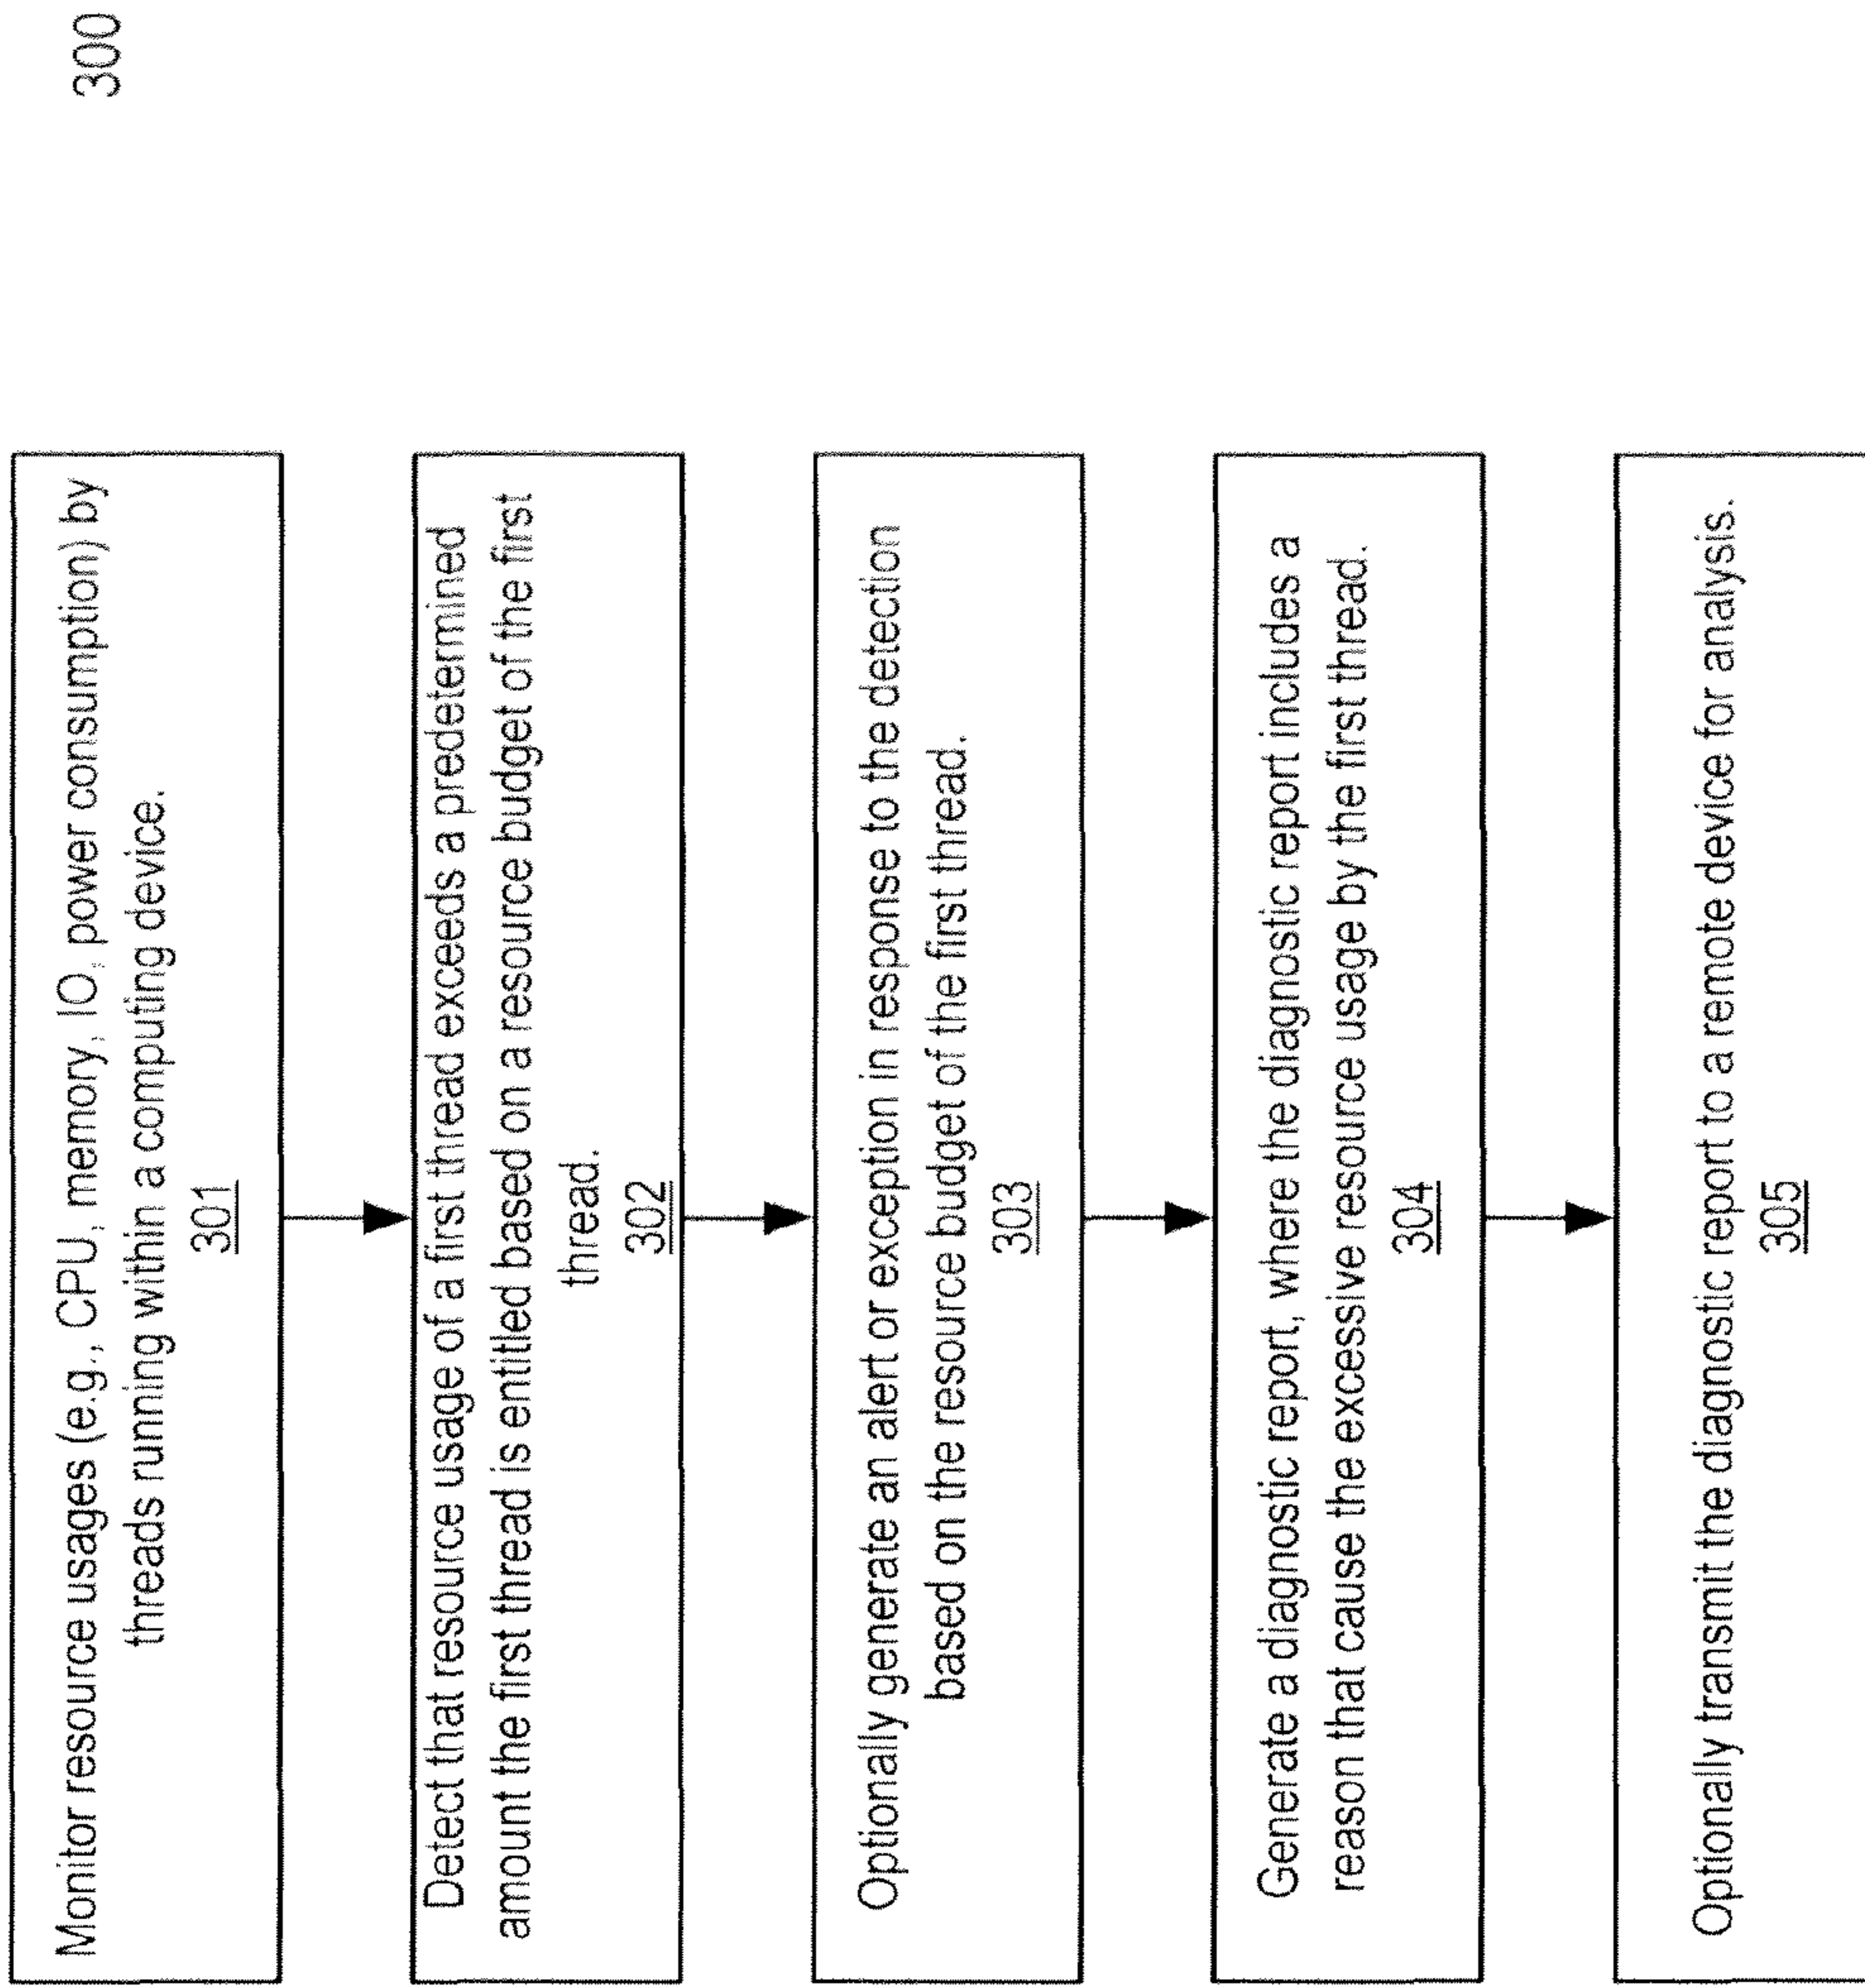 300
Monitor resource usages (e.g., CPU, memory, IO, power consumption) by
threads running within a computing device.
301
Detect that resource usage of a first thread exceeds a predetermined
amount the first thread is entitled based on a resource budget of the first
thread.
302
Optionally generate an alert or exception in response to the detection
based on the resource budget of the first thread.
303
Generate a diagnostic report, where the diagnostic report includes a
reason that cause the excessive resource usage by the first thread.
304
Optionally transmit the diagnostic report to a remote device for analysis.
305